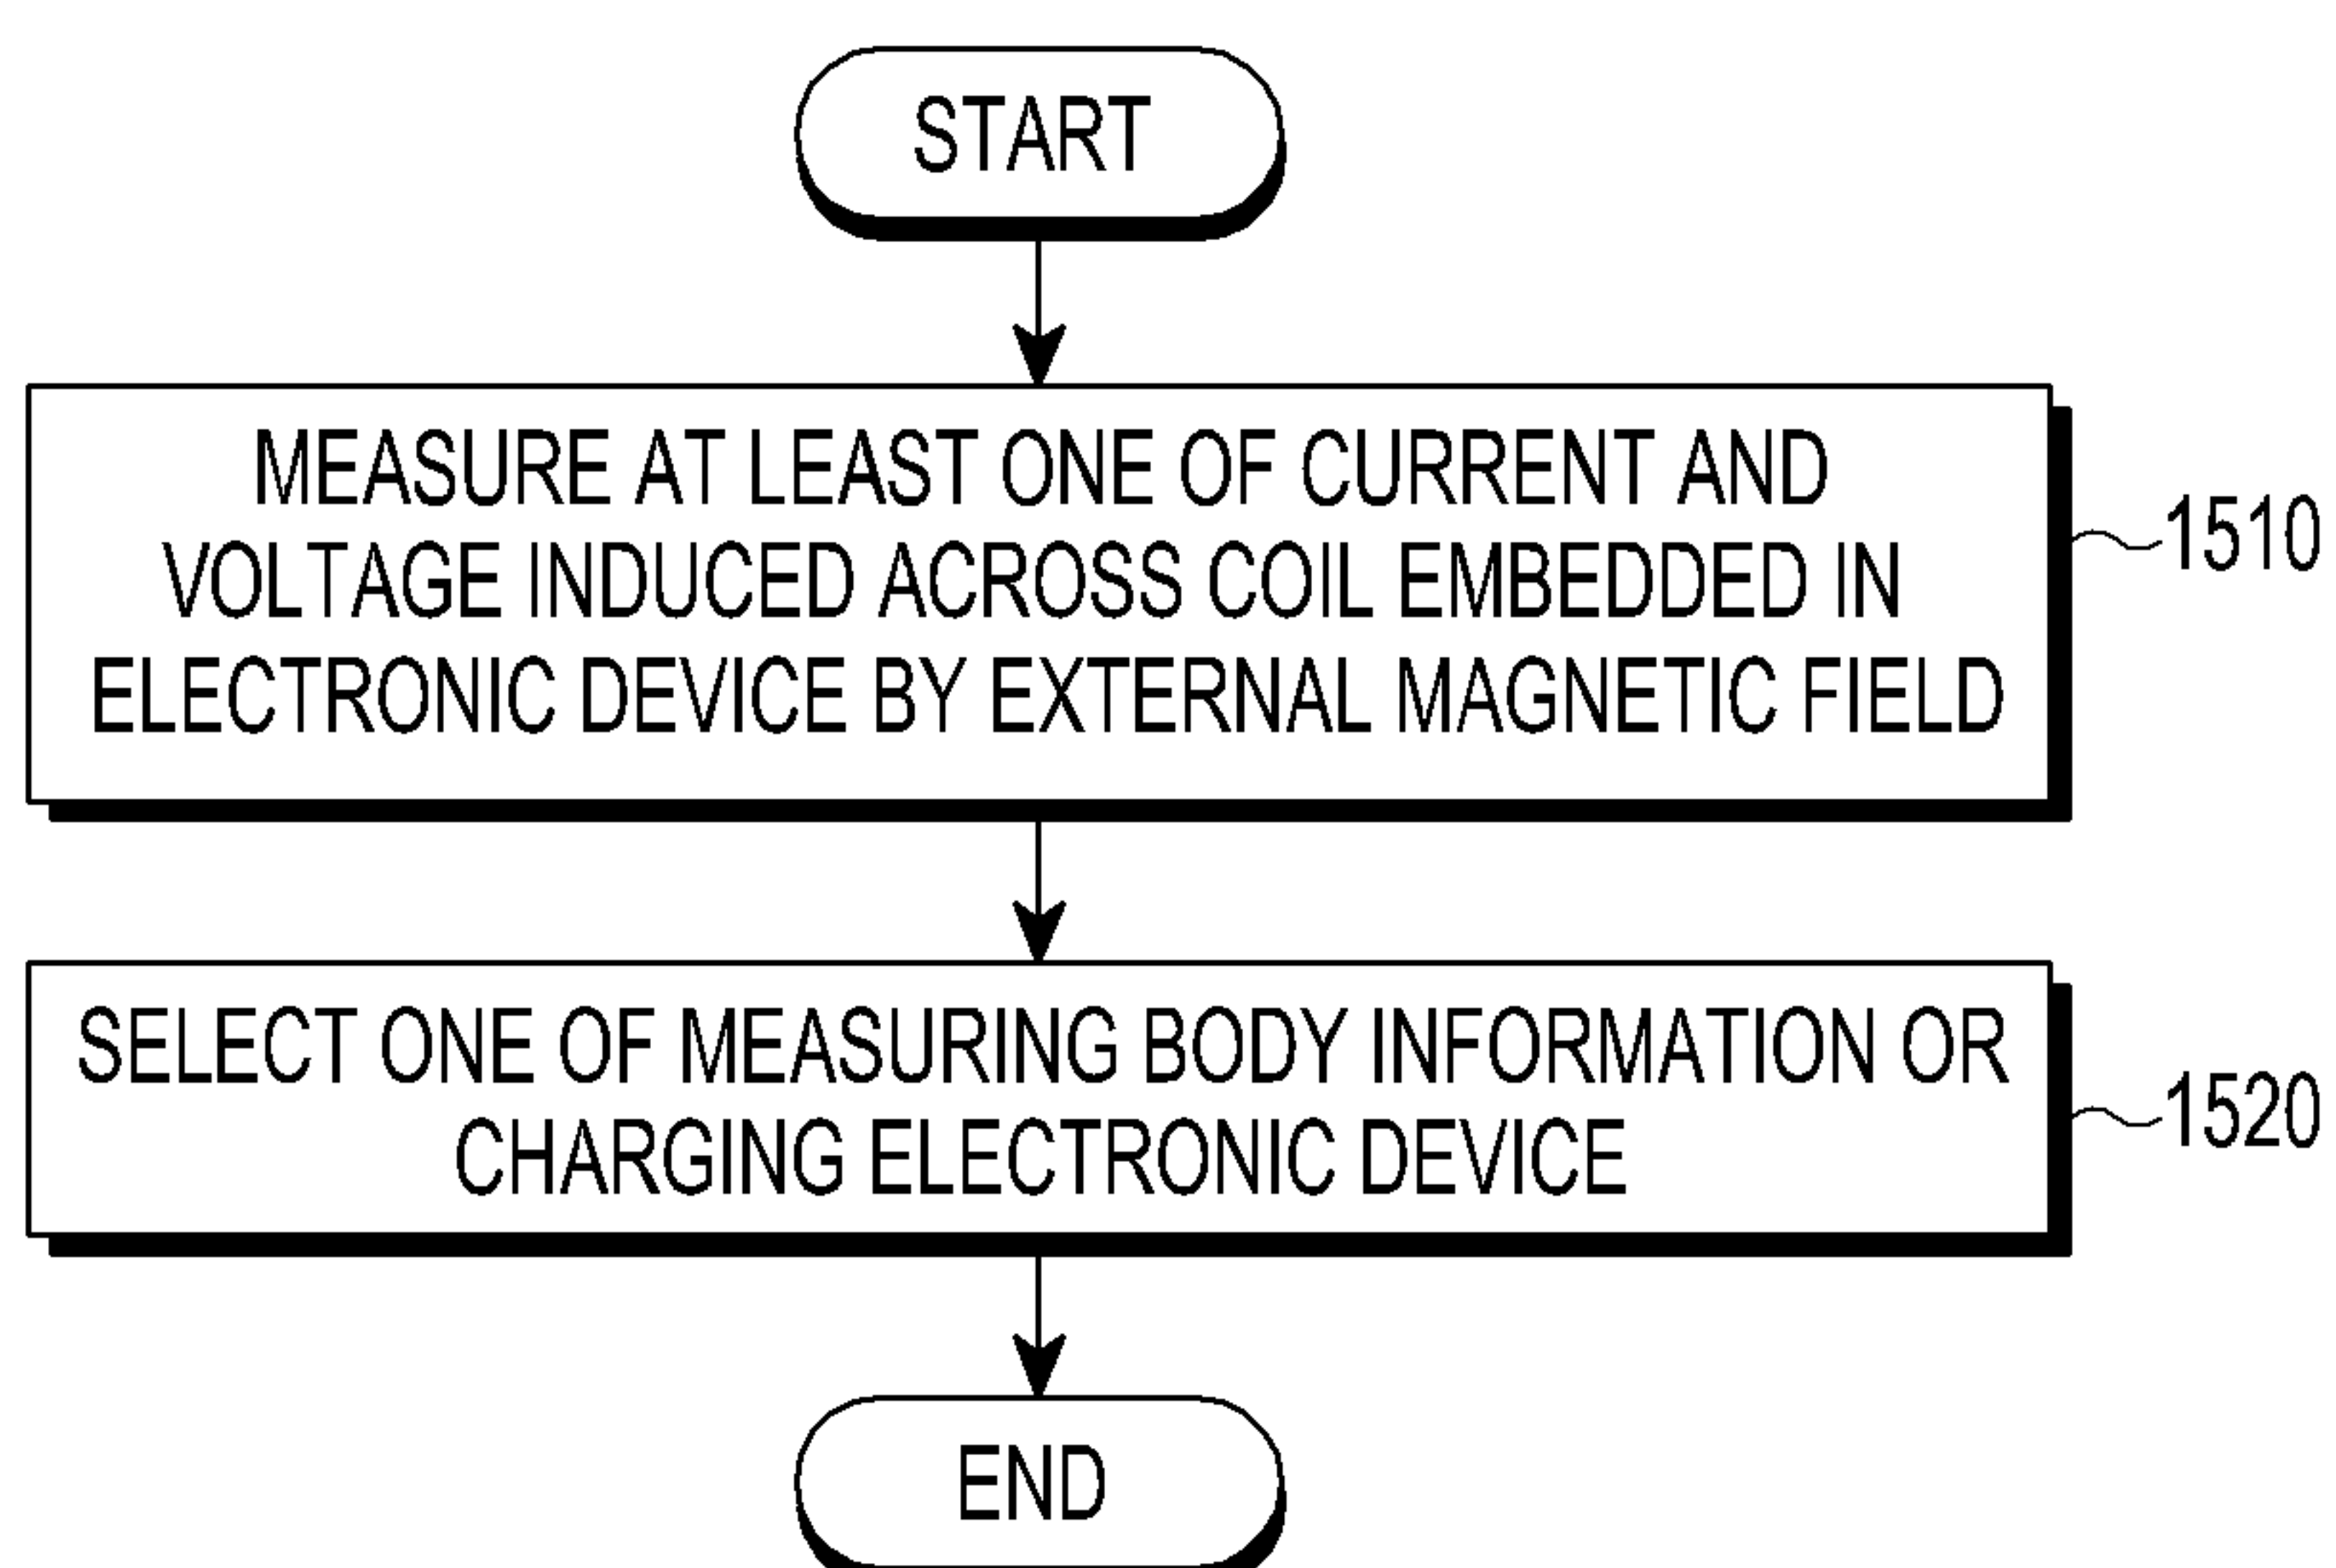 START
MEASURE AT LEAST ONE OF CURRENT AND
VOLTAGE INDUCED ACROSS COIL EMBEDDED IN
ELECTRONIC DEVICE BY EXTERNAL MAGNETIC FIELD
1510
SELECT ONE OF MEASURING BODY INFORMATION OR
CHARGING ELECTRONIC DEVICE
1520
END